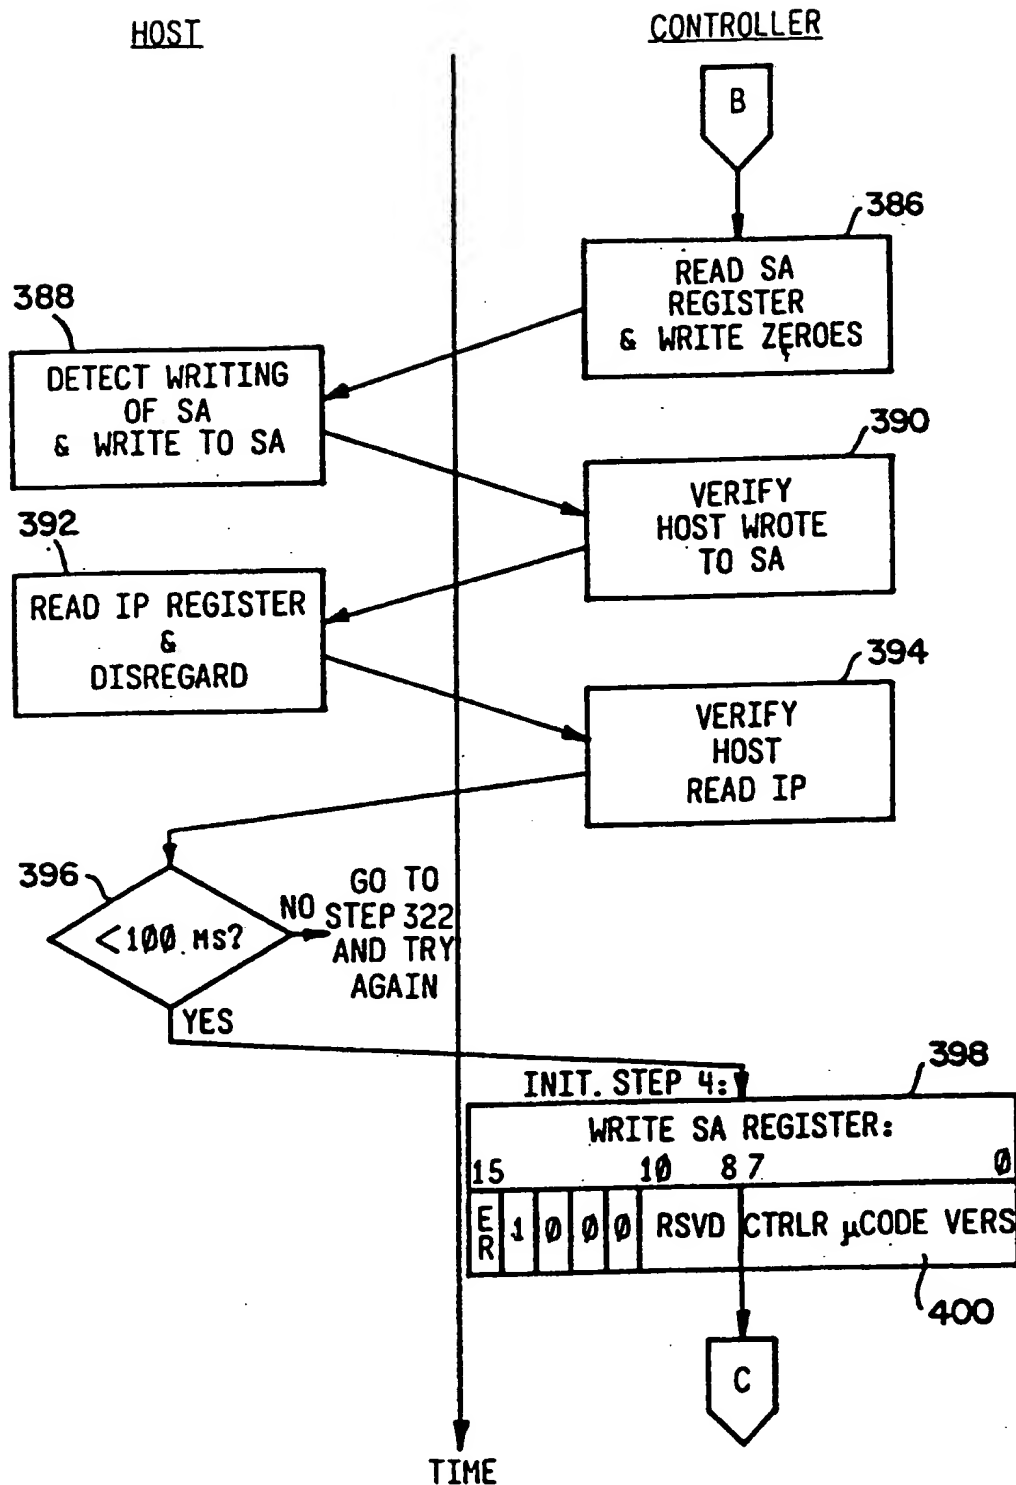 HOST
CONTROLLER
B
386
READ SA
REGISTER
& WRITE ZEROES
388
DETECT WRITING
OF SA
& WRITE TO SA
390
VERIFY
HOST WROTE
TO SA
392
READ IP REGISTER
&
DISREGARD
394
VERIFY
HOST
READ IP
396
<100 MS?
NO
GO TO
STEP 322
AND TRY
AGAIN
YES
INIT. STEP 4:
398
WRITE SA REGISTER:
15 10 8 7 0
ER 1 0 0 0 RSVD CTRLR μCODE VERS
400
C
TIME